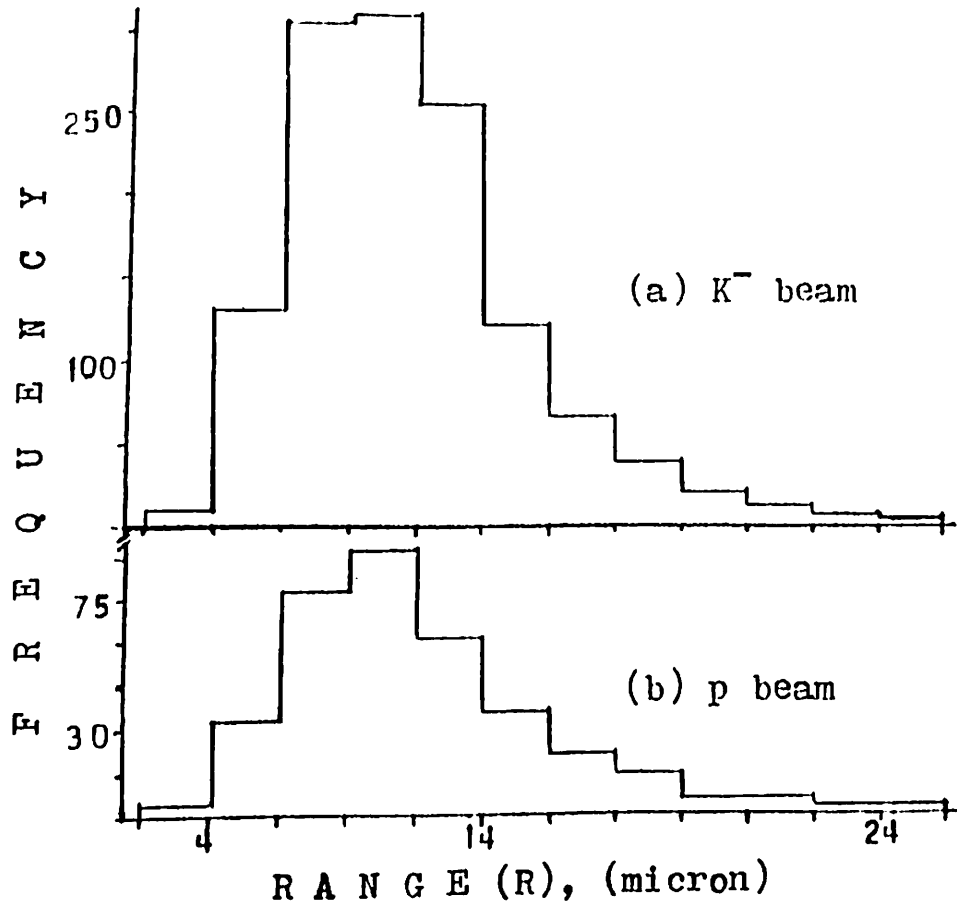 250
100
(a) K⁻ beam
FREQUENCY
75
30
(b) p beam
4 14 24
RANGE (R), (micron)